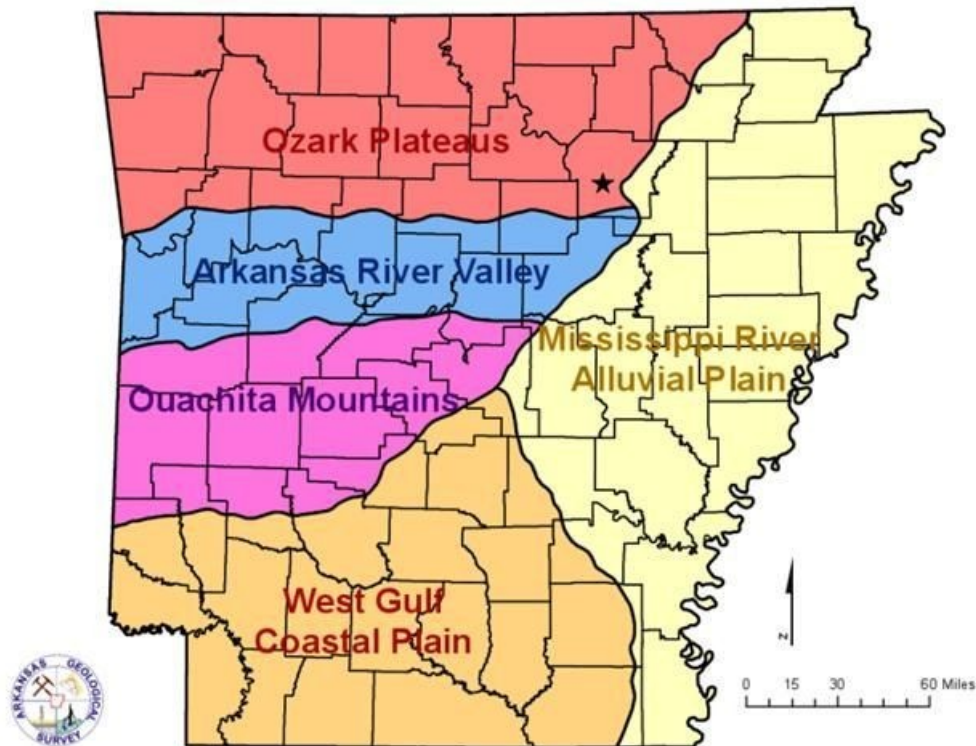 Ozark Plateaus
Arkansas River Valley
Mississippi River
Alluvial Plain
Ouachita Mountains
West Gulf
Coastal Plain
N
0 15 30 60 Miles
ARKANSAS GEOLOGICAL SURVEY